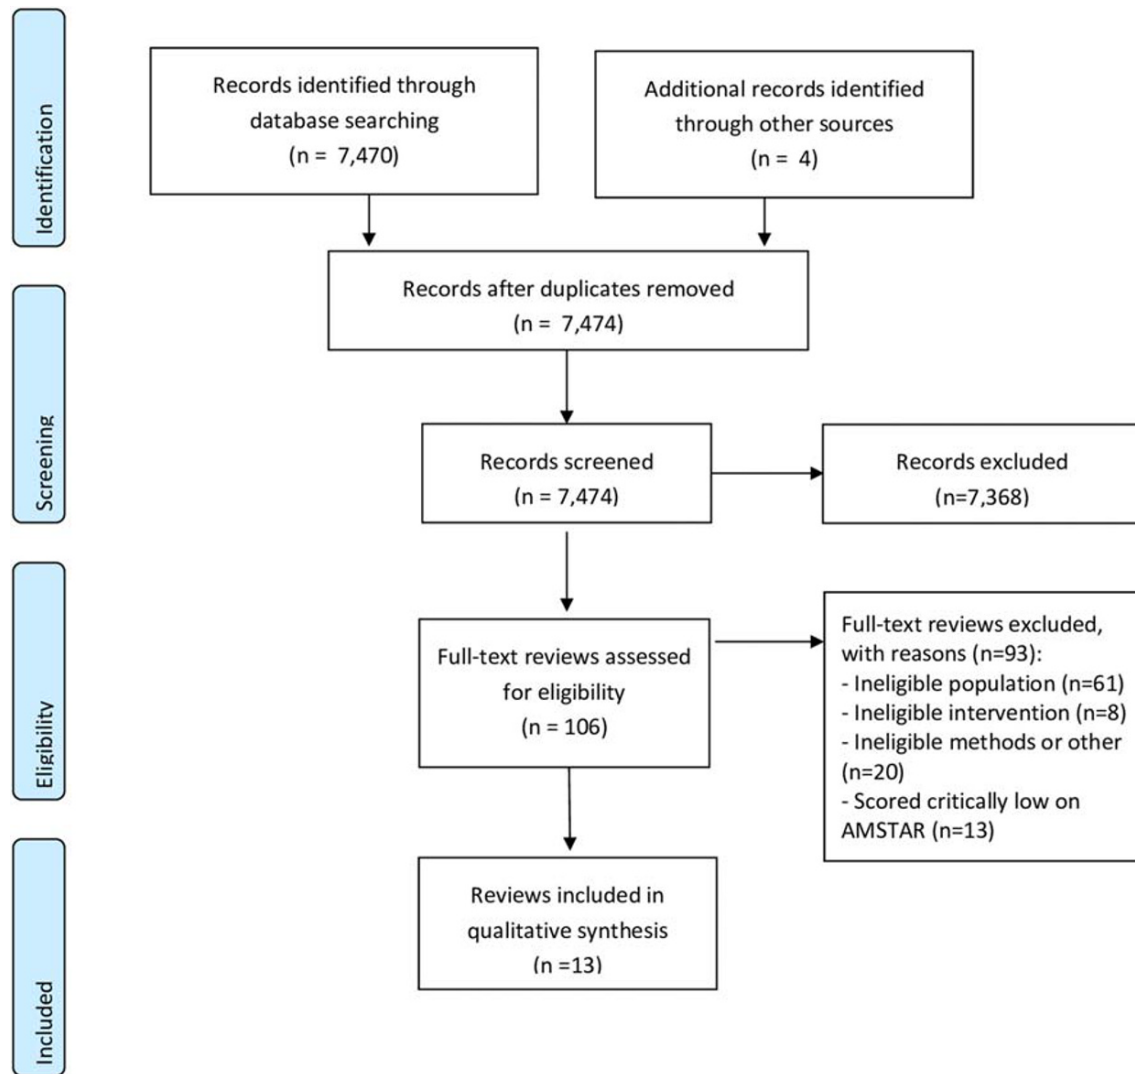 Identification
Records identified through
database searching
(n = 7,470)
Additional records identified
through other sources
(n = 4)
Records after duplicates removed
(n = 7,474)
Screening
Records screened
(n = 7,474)
Records excluded
(n=7,368)
Eligibility
Full-text reviews assessed
for eligibility
(n = 106)
Full-text reviews excluded,
with reasons (n=93):
- Ineligible population (n=61)
- Ineligible intervention (n=8)
- Ineligible methods or other
(n=20)
- Scored critically low on
AMSTAR (n=13)
Included
Reviews included in
qualitative synthesis
(n =13)